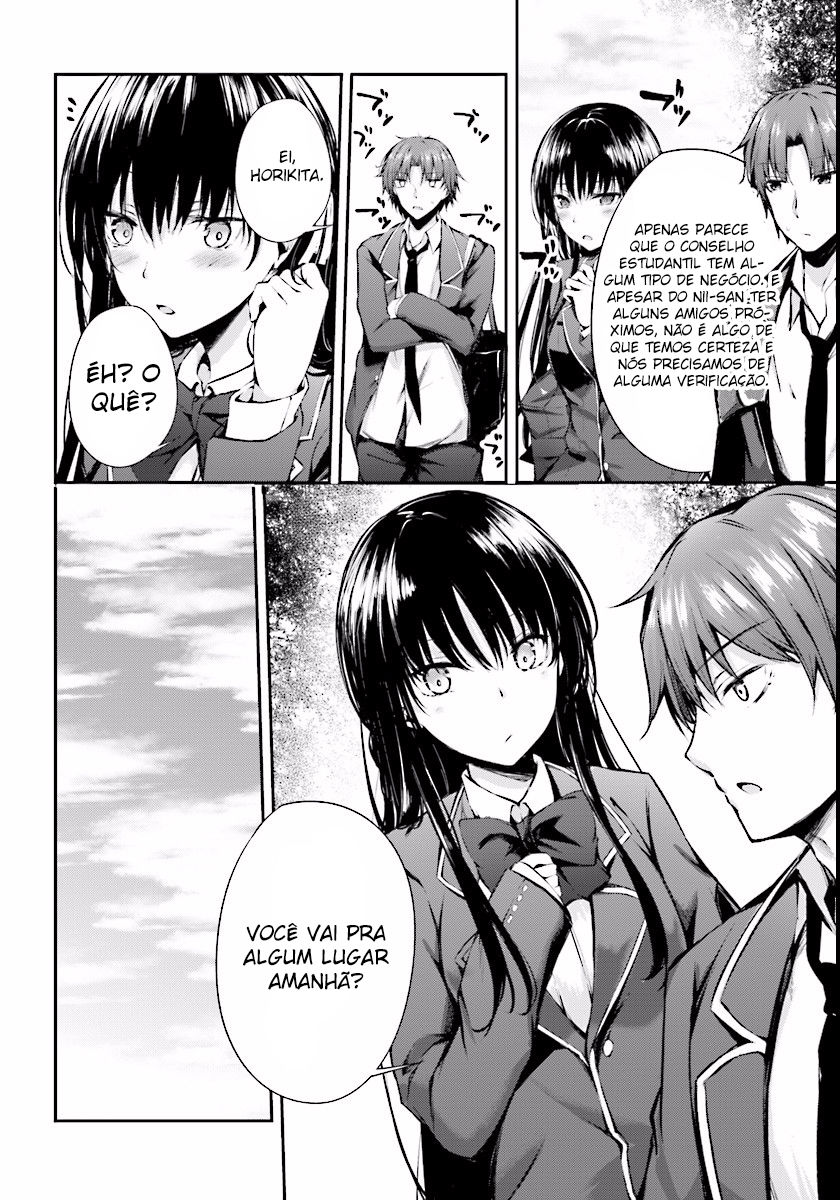 APENAS PARECE
QUE O CONSELHO
ESTUDANTIL TEM AL-
GUM TIPO DE NEGÓCIO. E
APESAR DO NII-SAN TER
ALGUNS AMIGOS PRÓ-
XIMOS, NÃO É ALGO DE
QUE TEMOS CERTEZA E
NÓS PRECISAMOS DE
ALGUMA VERIFICAÇÃO.
EI,
HORIKITA.
ÉH? O
QUÊ?
VOCÊ VAI PRA
ALGUM LUGAR
AMANHÃ?